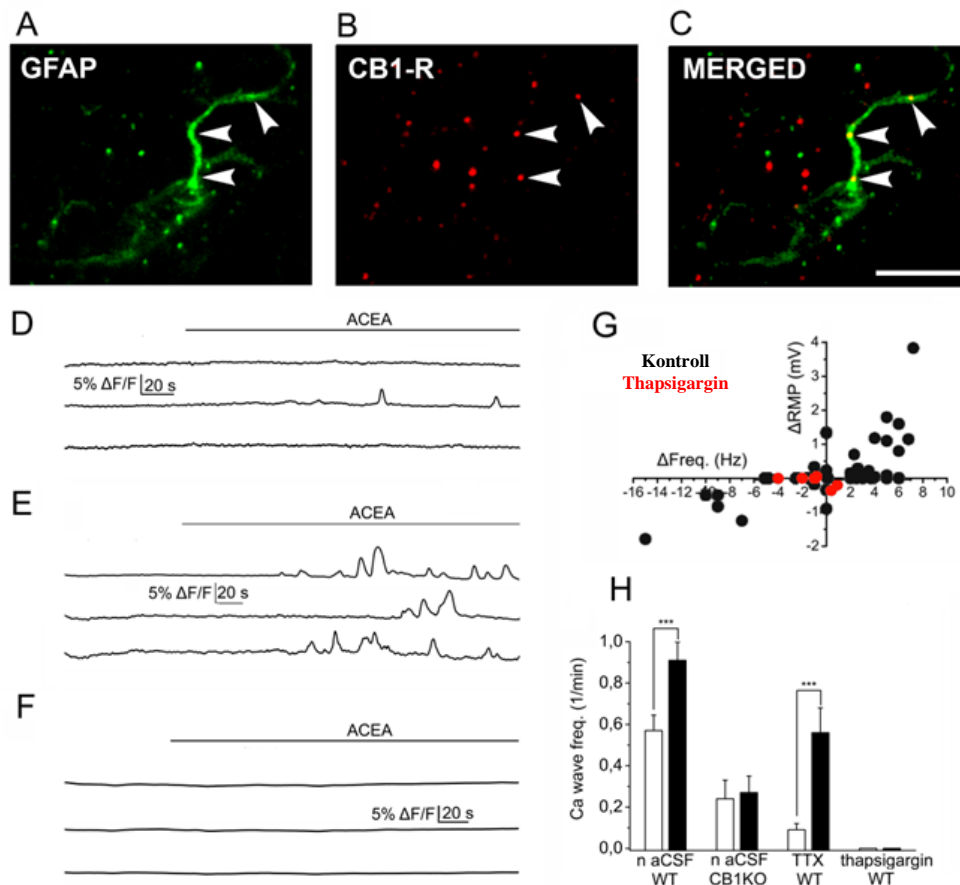 A
B
C
GFAP
CB1-R
MERGED
D
ACEA
5% ΔF/F
20 s
E
ACEA
5% ΔF/F
20 s
F
ACEA
5% ΔF/F
20 s
G
Kontroll
Thapsigargin
ΔRMP (mV)
ΔFreq. (Hz)
4
3
2
1
-1
-2
-16 -14 -12 -10 -8 -6 -4 -2 2 4 6 8 10
H
Ca wave freq. (1/min)
1,0
0,8
0,6
0,4
0,2
0,0
***
***
n aCSF
WT
n aCSF
CB1KO
TTX
WT
thapsigargin
WT